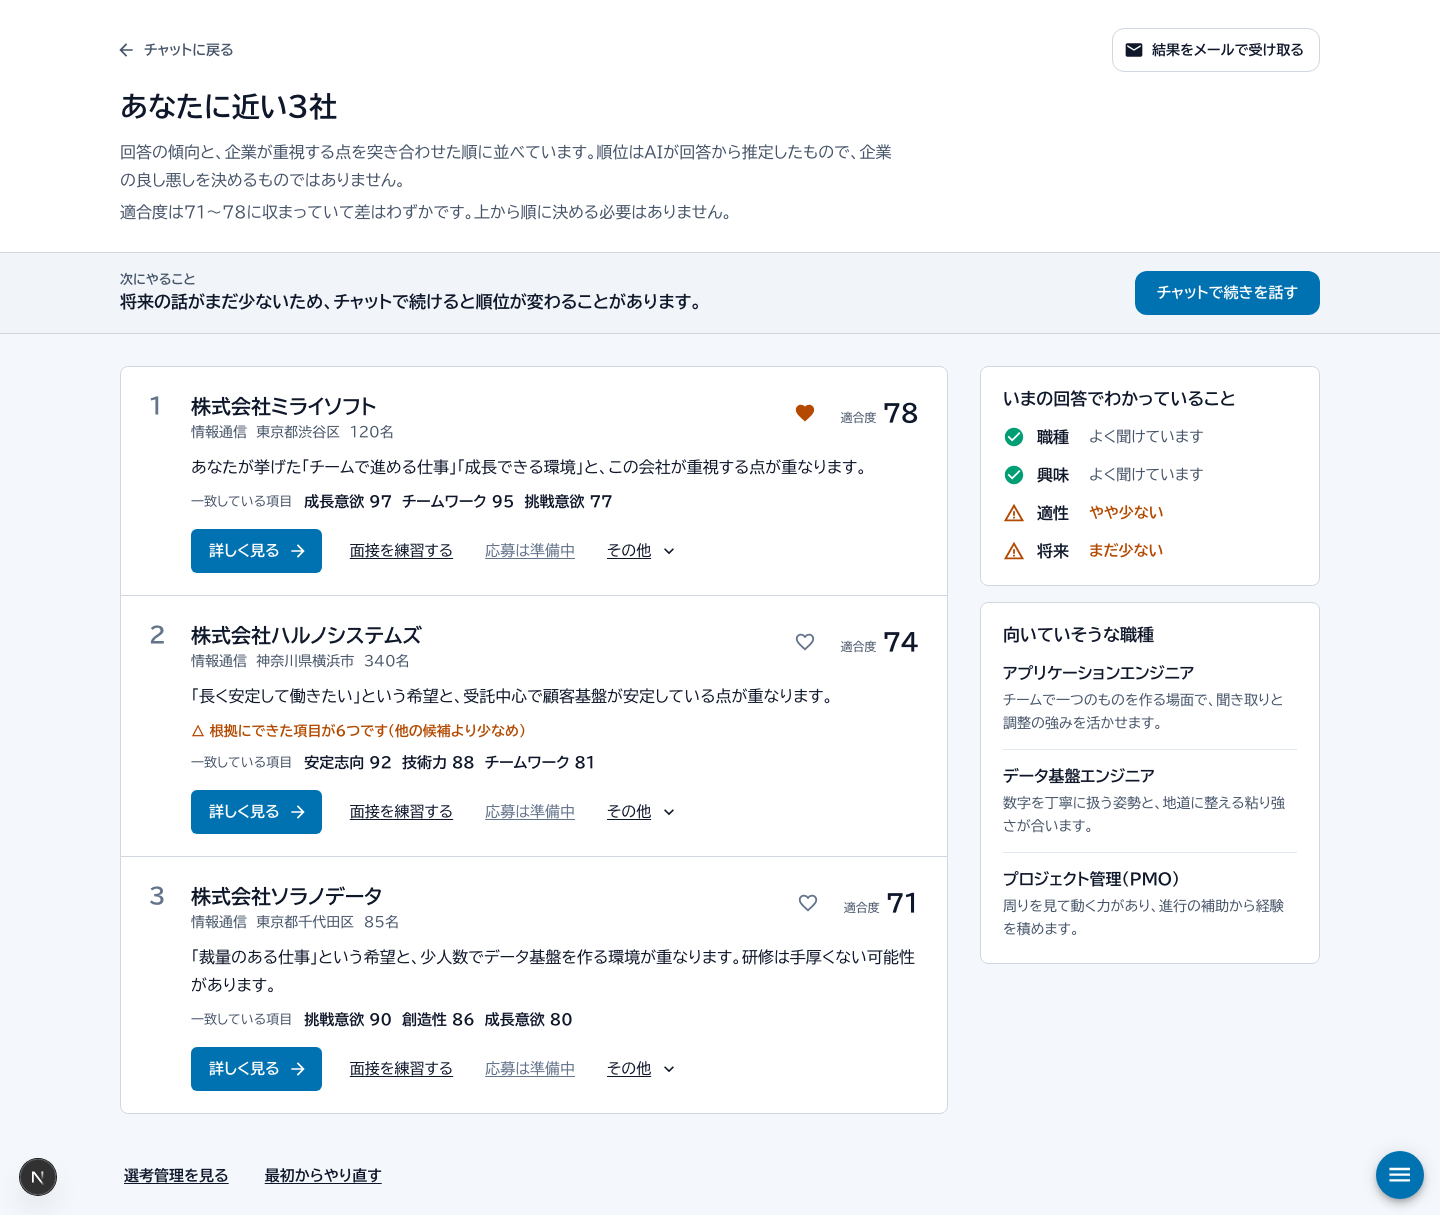 チャットに戻る
結果をメールで受け取る
あなたに近い3社
回答の傾向と、企業が重視する点を突き合わせた順に並べています。順位はAIが回答から推定したもので、企業
の良し悪しを決めるものではありません。
適合度は71〜78に収まっていて差はわずかです。上から順に決める必要はありません。
次にやること
将来の話がまだ少ないため、チャットで続けると順位が変わることがあります。
チャットで続きを話す
1 株式会社ミライソフト 適合度 78
情報通信 東京都渋谷区 120名
あなたが挙げた「チームで進める仕事」「成長できる環境」と、この会社が重視する点が重なります。
一致している項目 成長意欲 97 チームワーク 95 挑戦意欲 77
詳しく見る 面接を練習する 応募は準備中 その他
2 株式会社ハルノシステムズ 適合度 74
情報通信 神奈川県横浜市 340名
「長く安定して働きたい」という希望と、受託中心で顧客基盤が安定している点が重なります。
△ 根拠にできた項目が6つです（他の候補より少なめ）
一致している項目 安定志向 92 技術力 88 チームワーク 81
詳しく見る 面接を練習する 応募は準備中 その他
3 株式会社ソラノデータ 適合度 71
情報通信 東京都千代田区 85名
「裁量のある仕事」という希望と、少人数でデータ基盤を作る環境が重なります。研修は手厚くない可能性
があります。
一致している項目 挑戦意欲 90 創造性 86 成長意欲 80
詳しく見る 面接を練習する 応募は準備中 その他
いまの回答でわかっていること
職種 よく聞けています
興味 よく聞けています
適性 やや少ない
将来 まだ少ない
向いていそうな職種
アプリケーションエンジニア
チームで一つのものを作る場面で、聞き取りと
調整の強みを活かせます。
データ基盤エンジニア
数字を丁寧に扱う姿勢と、地道に整える粘り強
さが合います。
プロジェクト管理（PMO）
周りを見て動く力があり、進行の補助から経験
を積めます。
選考管理を見る 最初からやり直す
N